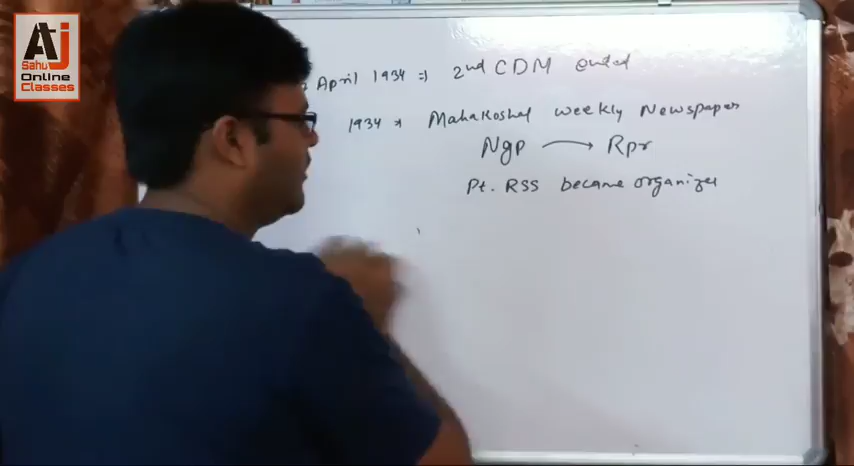 AJ
Sahu
Online
Classes
April 1934 => 2nd CDM ended
1934 * Mahakoshal weekly Newspaper
Ngp → Rpr
Pt. RSS became organizer